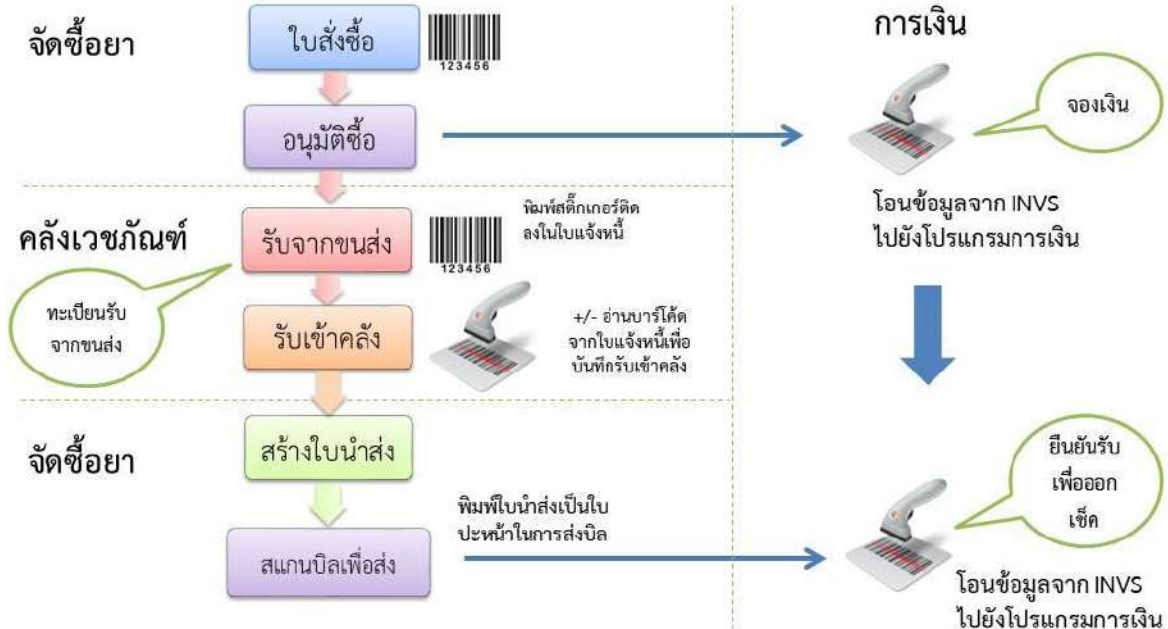 จัดซื้อยา
ใบสั่งซื้อ
123456
อนุมัติซื้อ
การเงิน
จองเงิน
โอนข้อมูลจาก INVS
ไปยังโปรแกรมการเงิน
คลังเวชภัณฑ์
รับจากขนส่ง
123456
พิมพ์สติ๊กเกอร์ติด
ลงในใบแจ้งหนี้
ทะเบียนรับ
จากขนส่ง
รับเข้าคลัง
+/- อ่านบาร์โค้ด
จากใบแจ้งหนี้เพื่อ
บันทึกรับเข้าคลัง
จัดซื้อยา
สร้างใบนำส่ง
สแกนบิลเพื่อส่ง
พิมพ์ใบนำส่งเป็นใบ
ปะหน้าในการส่งบิล
ยืนยันรับ
เพื่อออก
เช็ค
โอนข้อมูลจาก INVS
ไปยังโปรแกรมการเงิน